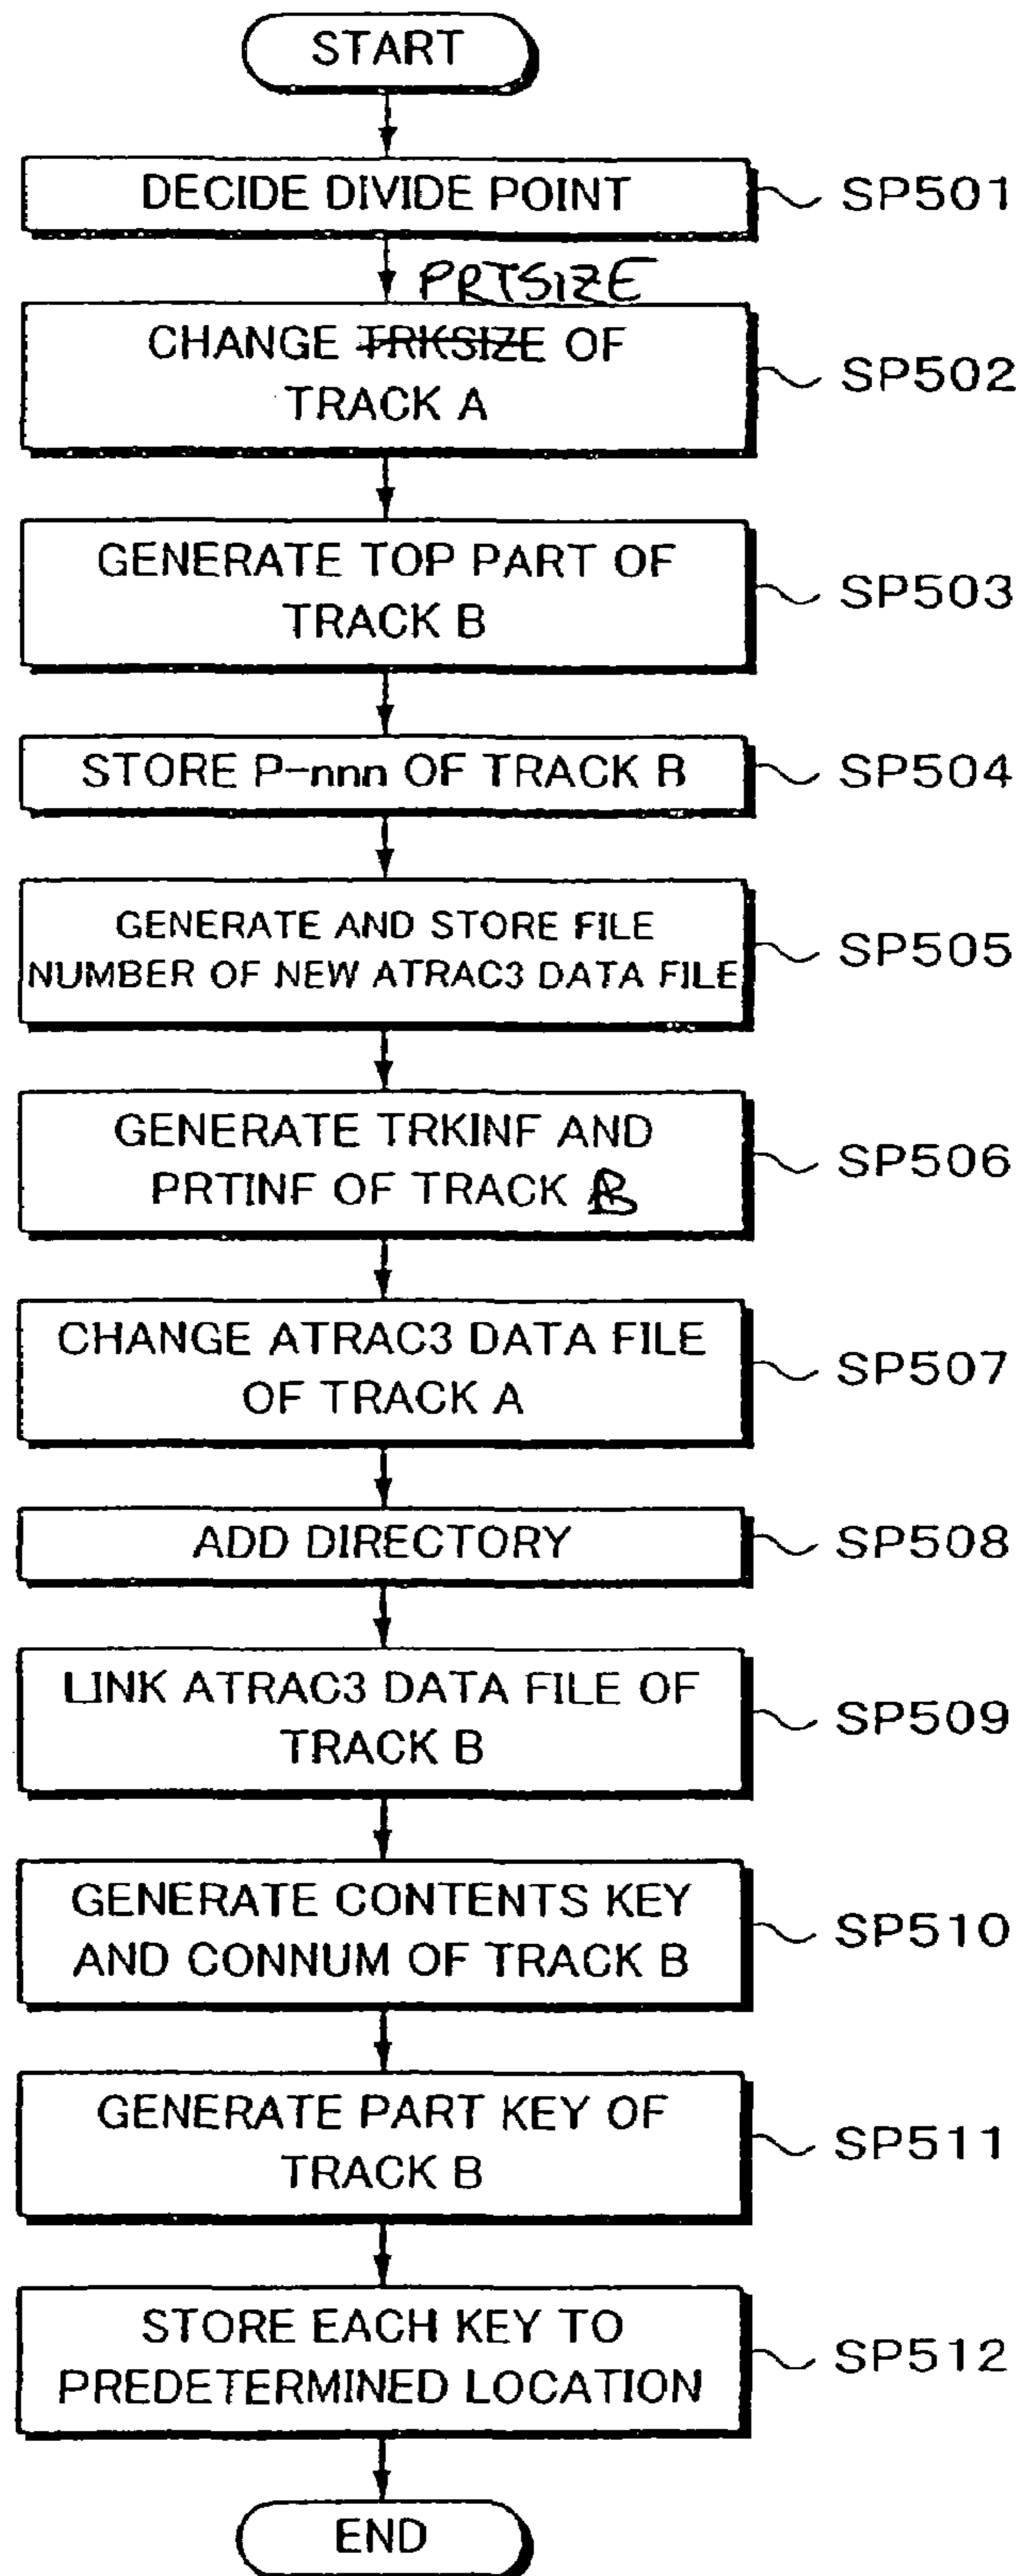 START
DECIDE DIVIDE POINT
SP501
PRTSIZE
CHANGE TRKSIZE OF
TRACK A
SP502
GENERATE TOP PART OF
TRACK B
SP503
STORE P-nnn OF TRACK B
SP504
GENERATE AND STORE FILE
NUMBER OF NEW ATRAC3 DATA FILE
SP505
GENERATE TRKINF AND
PRTINF OF TRACK B
SP506
CHANGE ATRAC3 DATA FILE
OF TRACK A
SP507
ADD DIRECTORY
SP508
LINK ATRAC3 DATA FILE OF
TRACK B
SP509
GENERATE CONTENTS KEY
AND CONNUM OF TRACK B
SP510
GENERATE PART KEY OF
TRACK B
SP511
STORE EACH KEY TO
PREDETERMINED LOCATION
SP512
END